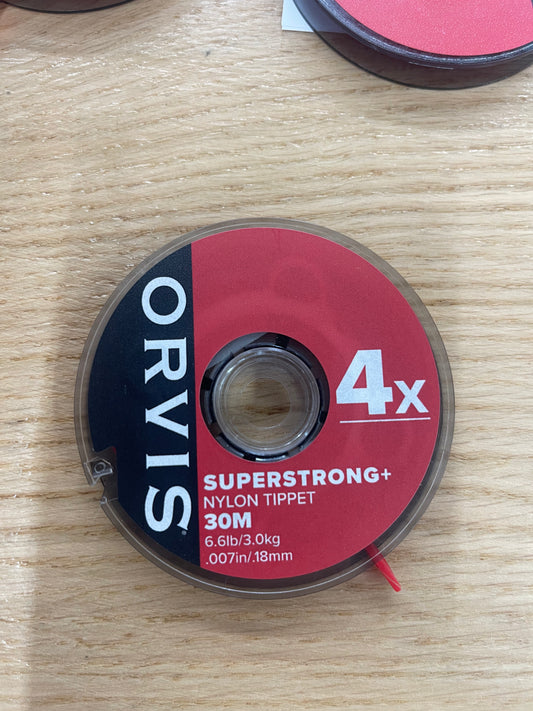 ORVIS
4X
SUPERSTRONG+
NYLON TIPPET
30M
6.6lb/3.0kg
.007in/.18mm